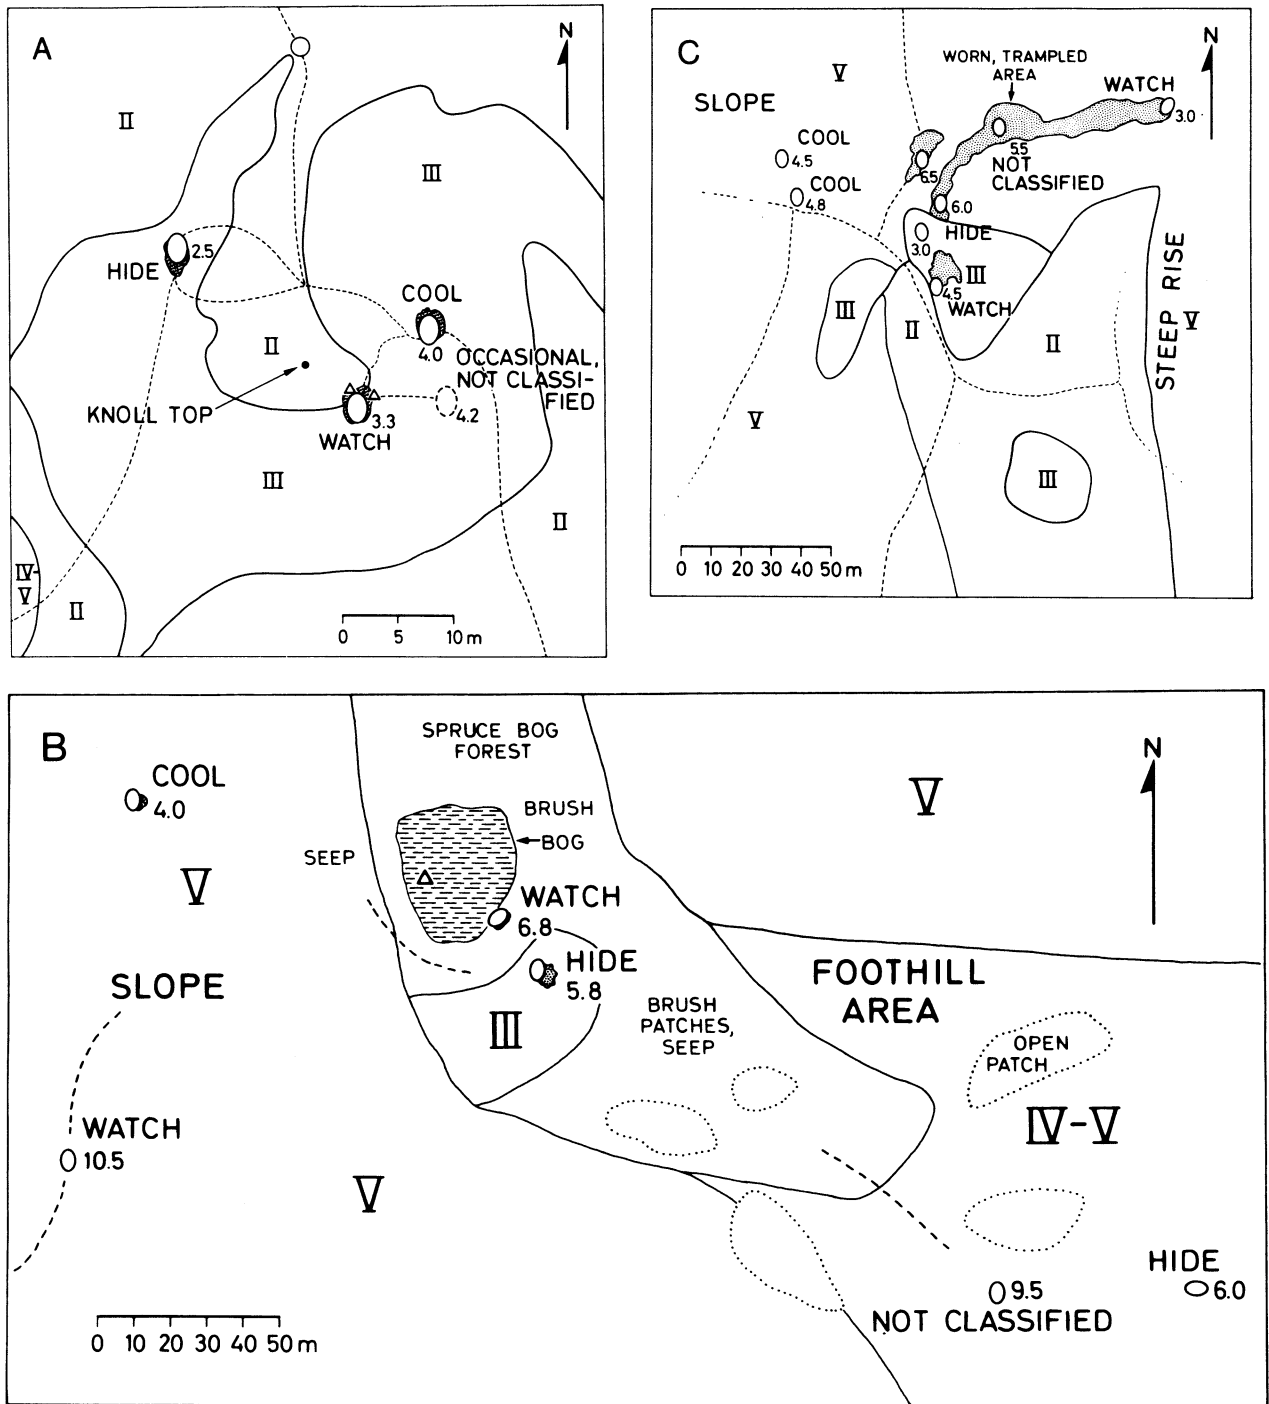 A
N
II
III
2.5
HIDE
COOL
4.0
II
OCCASIONAL,
NOT CLASSI-
FIED
KNOLL TOP
3.3
4.2
WATCH
III
II
IV-
V
II
0 5 10 m
C
N
V
WORN, TRAMPLED
AREA
WATCH
3.0
SLOPE
COOL
4.5
5.5
NOT
CLASSIFIED
6.5
COOL
4.8
6.0
HIDE
3.0
III
4.5
WATCH
III
II
II
STEEP RISE
V
V
III
0 10 20 30 40 50 m
B
SPRUCE BOG
FOREST
N
COOL
4.0
V
BRUSH
BOG
SEEP
V
WATCH
6.8
HIDE
5.8
FOOTHILL
AREA
SLOPE
III
BRUSH
PATCHES,
SEEP
OPEN
PATCH
IV-V
WATCH
10.5
V
HIDE
6.0
9.5
NOT CLASSIFIED
0 10 20 30 40 50 m